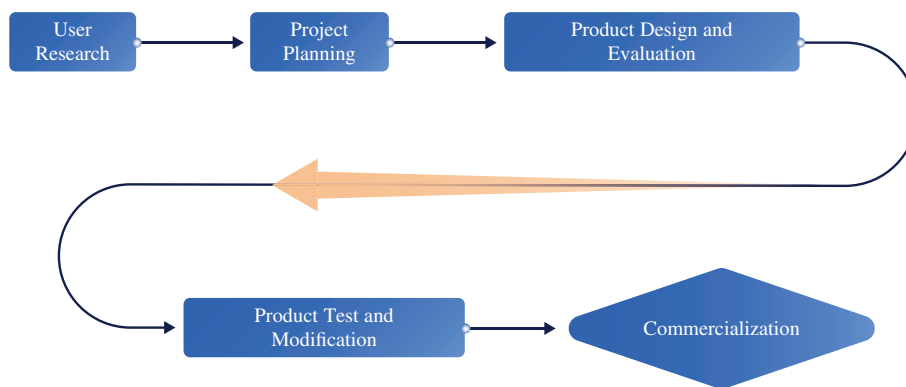 User
Research
Project
Planning
Product Design and
Evaluation
Product Test and
Modification
Commercialization